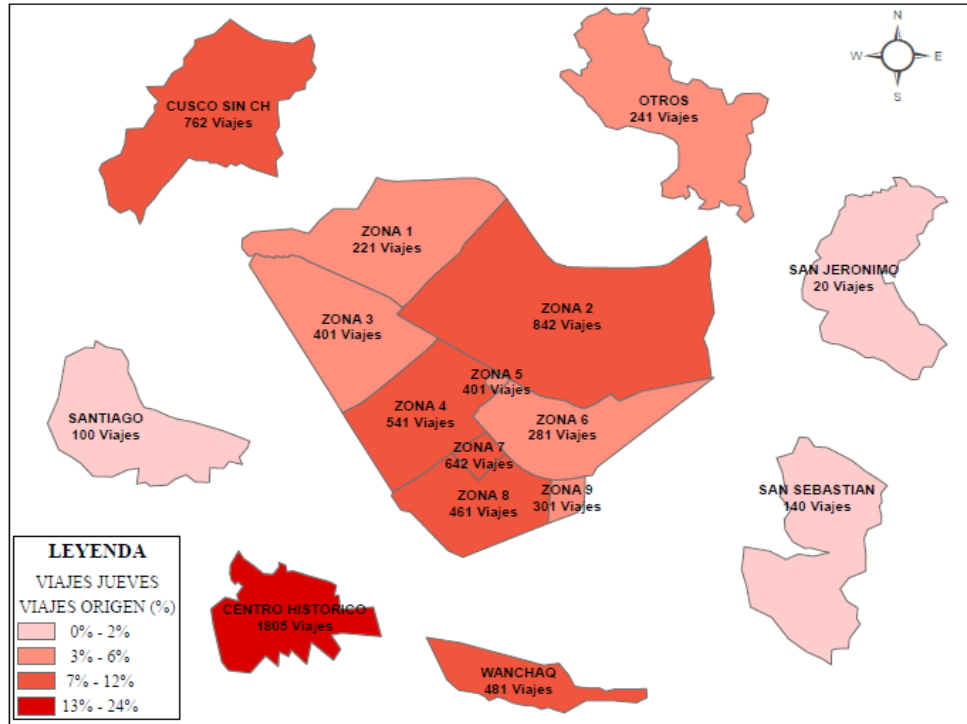 N
W
E
S
CUSCO SIN CH
762 Viajes
OTROS
241 Viajes
ZONA 1
221 Viajes
SAN JERONIMO
20 Viajes
ZONA 2
842 Viajes
ZONA 3
401 Viajes
ZONA 5
401 Viajes
ZONA 4
541 Viajes
SANTIAGO
100 Viajes
ZONA 6
281 Viajes
ZONA 7
642 Viajes
ZONA 8
461 Viajes
ZONA 9
301 Viajes
SAN SEBASTIAN
140 Viajes
LEYENDA
VIAJES JUEVES
VIAJES ORIGEN (%)
0% - 2%
3% - 6%
7% - 12%
13% - 24%
CENTRO HISTORICO
1805 Viajes
WANCHAQ
481 Viajes